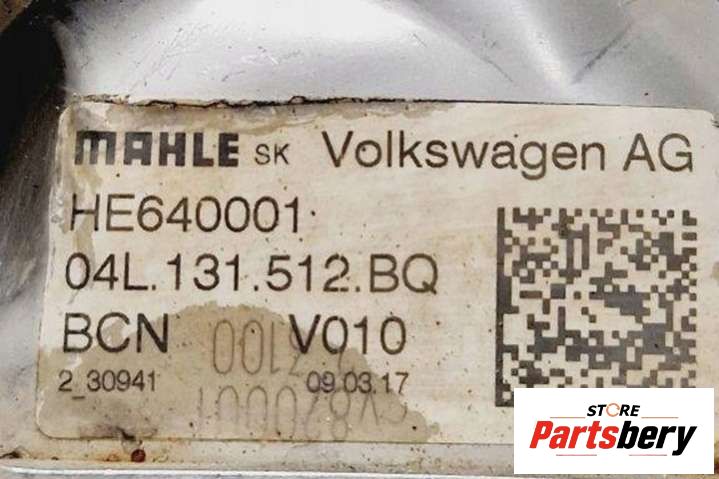 MAHLE SK Volkswagen AG
HE640001
04L.131.512.BQ
BCN V010
2_30941 09.03.17
STORE
Partsbery